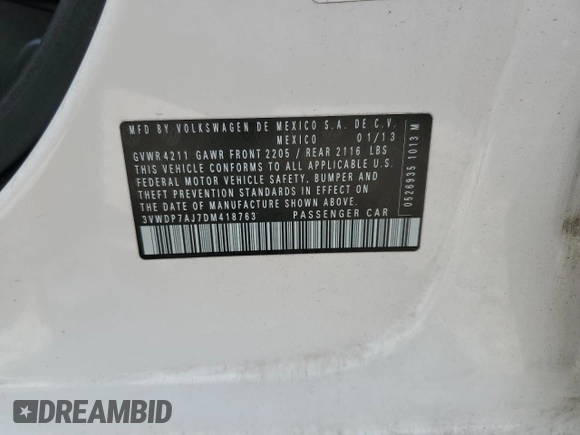 MFD BY VOLKSWAGEN DE MEXICO S.A. DE C.V.
MEXICO 01/13
GVWR 4211 GAWR FRONT 2205 / REAR 2116 LBS
THIS VEHICLE CONFORMS TO ALL APPLICABLE U.S.
FEDERAL MOTOR VEHICLE SAFETY, BUMPER AND
THEFT PREVENTION STANDARDS IN EFFECT ON
THE DATE OF MANUFACTURE SHOWN ABOVE.
3VWDP7AJ7DM418763 PASSENGER CAR
0526935 1013 M
DREAMBID